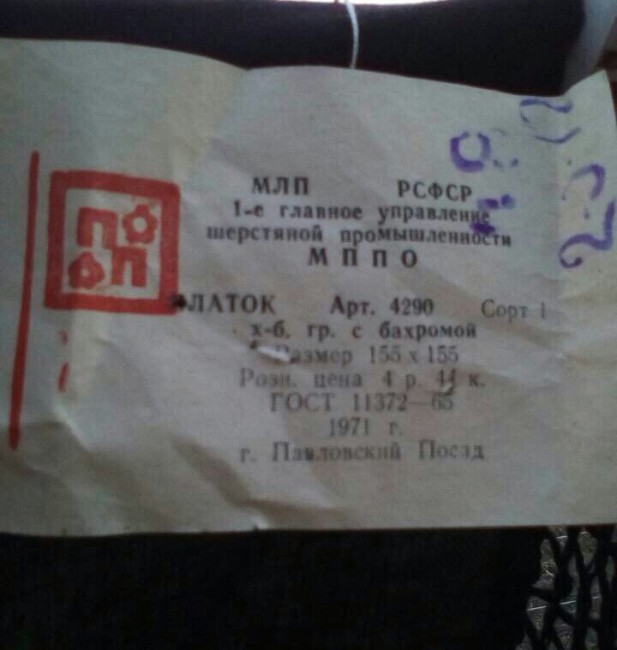 МЛП РСФСР
1-е главное управление
шерстяной промышленности
МППО
ПЛАТОК Арт. 4290 Сорт 1
х-б. гр. с бахромой
Размер 155 х 155
Розн. цена 4 р. 44 к.
ГОСТ 11372—65
1971 г.
г. Павловский Посад